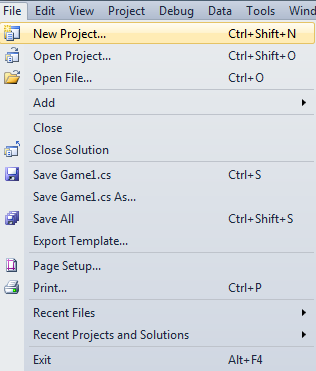 File Edit View Project Debug Data Tools
New Project... Ctrl+Shift+N
Open Project... Ctrl+Shift+O
Open File... Ctrl+O
Add
Close
Close Solution
Save Game1.cs Ctrl+S
Save Game1.cs As...
Save All Ctrl+Shift+S
Export Template...
Page Setup...
Print... Ctrl+P
Recent Files
Recent Projects and Solutions
Exit Alt+F4